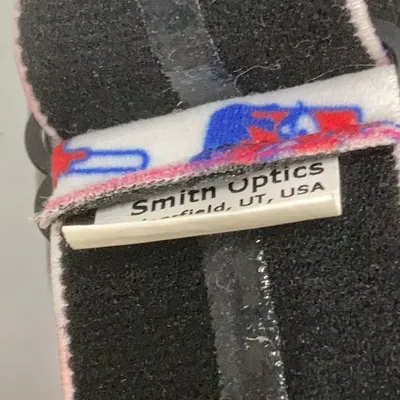 Smith Optics
UT, USA